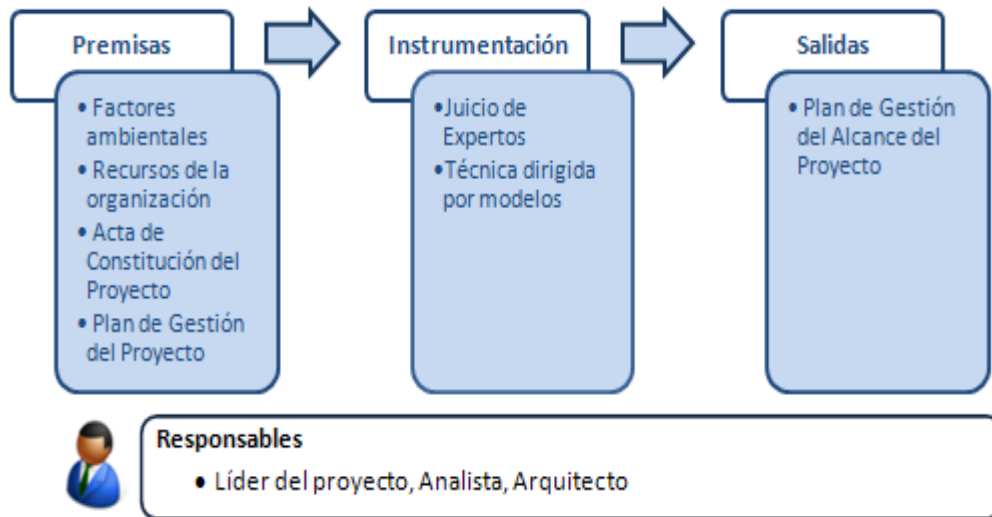 Premisas
• Factores
ambientales
• Recursos de la
organización
• Acta de
Constitución del
Proyecto
• Plan de Gestión
del Proyecto
Instrumentación
•Juicio de
Expertos
•Técnica dirigida
por modelos
Salidas
• Plan de Gestión
del Alcance del
Proyecto
Responsables
• Líder del proyecto, Analista, Arquitecto